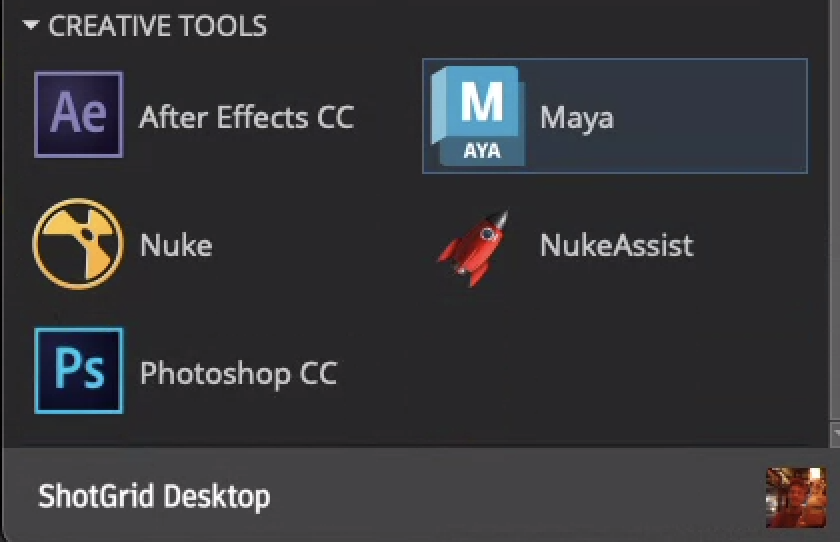 CREATIVE TOOLS
Ae After Effects CC
M AYA Maya
Nuke
NukeAssist
Ps Photoshop CC
ShotGrid Desktop